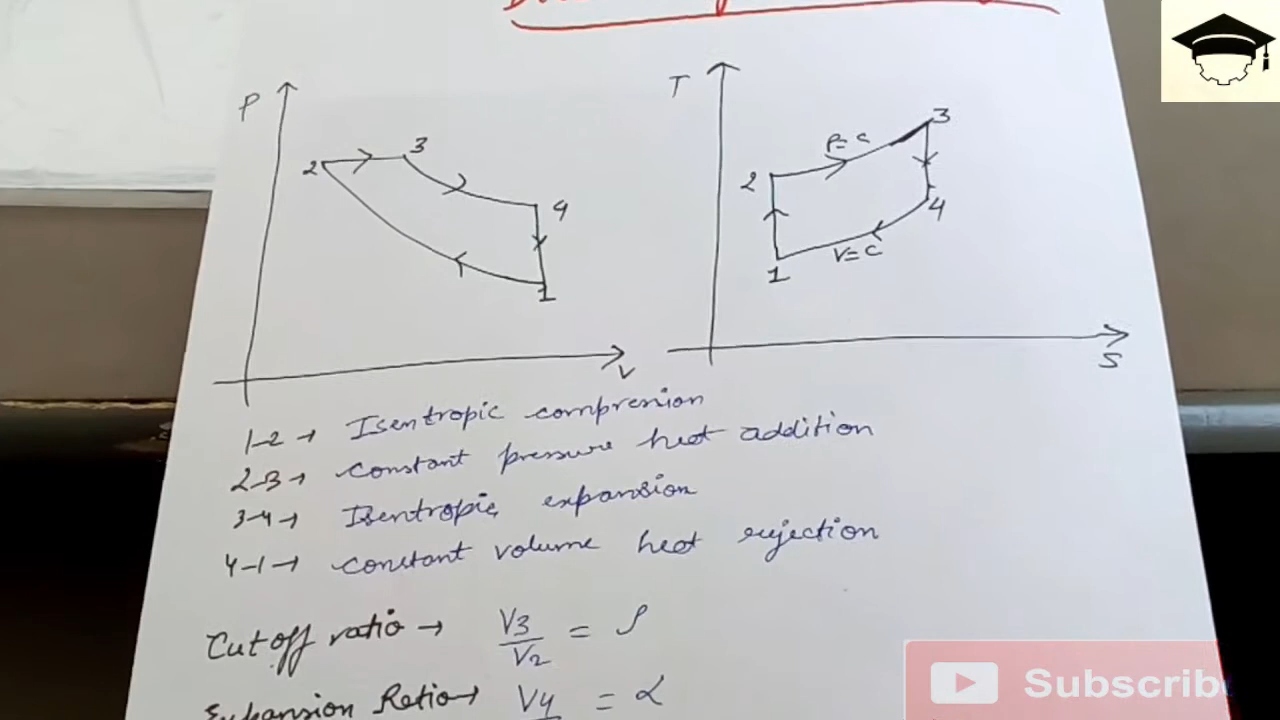 P
2
3
4
1
V
T
2
P=C
3
4
V=C
1
S
1-2 → Isentropic compression
2-3 → constant pressure heat addition
3-4 → Isentropic expansion
4-1 → constant volume heat rejection
Cut off ratio → V3/V2 = ρ
Expansion Ratio → V4 = α
Subscribe